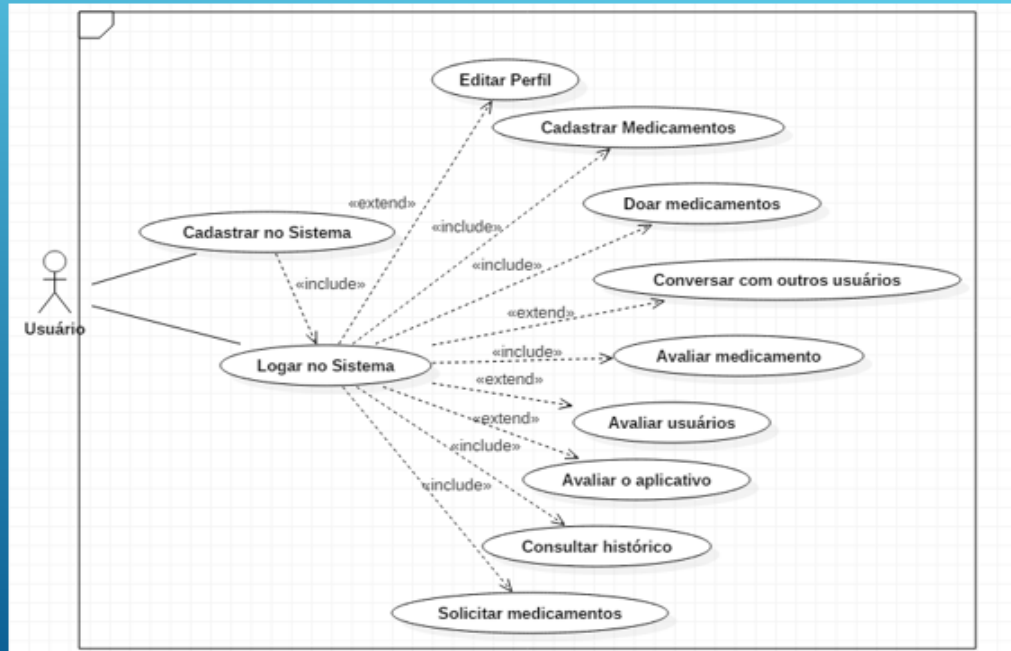 Editar Perfil
Cadastrar Medicamentos
«extend»
Doar medicamentos
Cadastrar no Sistema
«include»
«include»
Conversar com outros usuários
«include»
«extend»
Usuário
«include»
Avaliar medicamento
Logar no Sistema
«extend»
«extend»
Avaliar usuários
«include»
Avaliar o aplicativo
«include»
Consultar histórico
Solicitar medicamentos